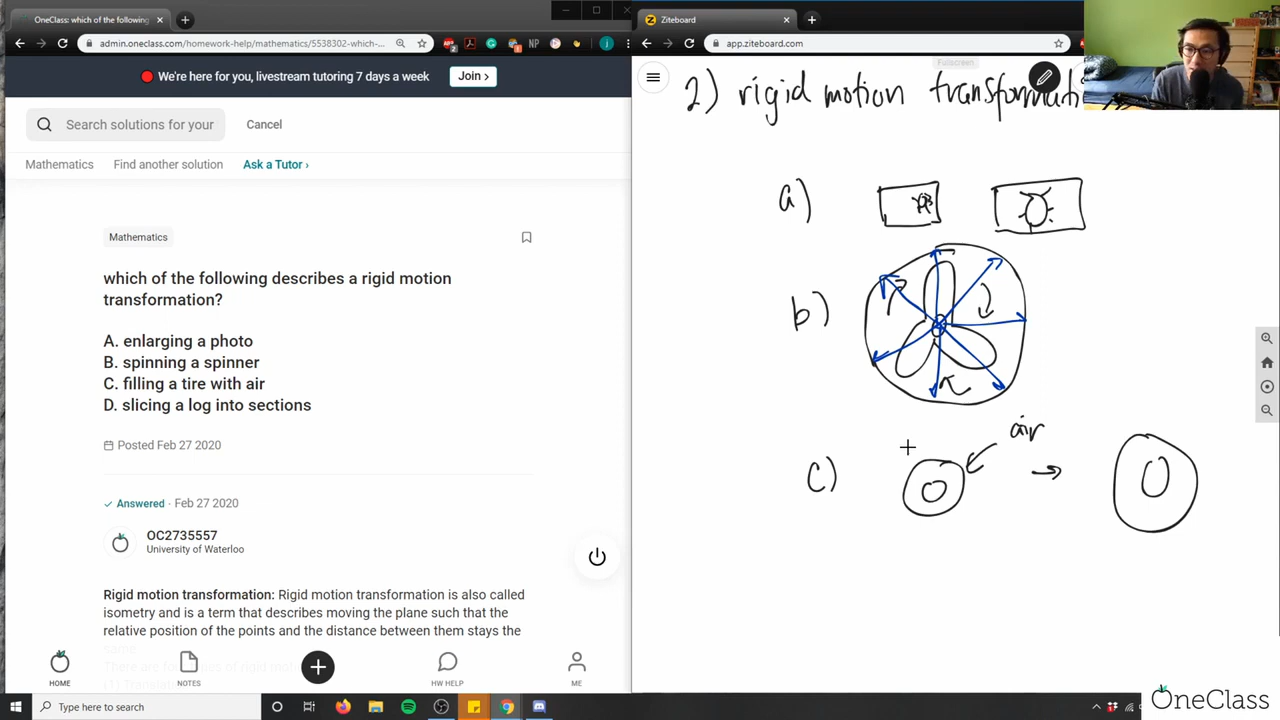 OneClass: which of the following
Ziteboard
admin.oneclass.com/homework-help/mathematics/5538302-which-...
app.ziteboard.com
Fullscreen
We're here for you, livestream tutoring 7 days a week
Join ›
Search solutions for your
Cancel
Mathematics
Find another solution
Ask a Tutor ›
Mathematics
which of the following describes a rigid motion
transformation?
A. enlarging a photo
B. spinning a spinner
C. filling a tire with air
D. slicing a log into sections
Posted Feb 27 2020
Answered · Feb 27 2020
OC2735557
University of Waterloo
Rigid motion transformation: Rigid motion transformation is also called
isometry and is a term that describes moving the plane such that the
relative position of the points and the distance between them stays the
same.
HOME
NOTES
HW HELP
ME
2) rigid motion transformati
a)
b)
c)
air
Type here to search
OneClass